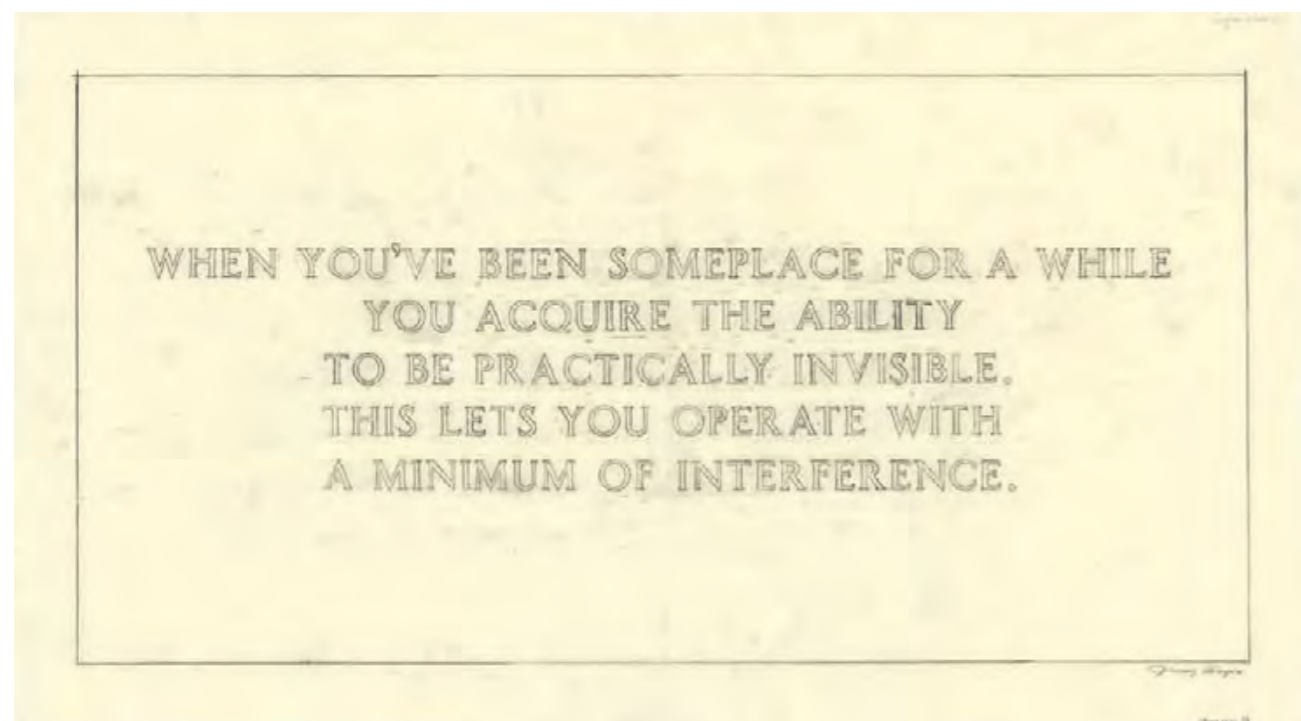 WHEN YOU'VE BEEN SOMEPLACE FOR A WHILE
YOU ACQUIRE THE ABILITY
TO BE PRACTICALLY INVISIBLE.
THIS LETS YOU OPERATE WITH
A MINIMUM OF INTERFERENCE.